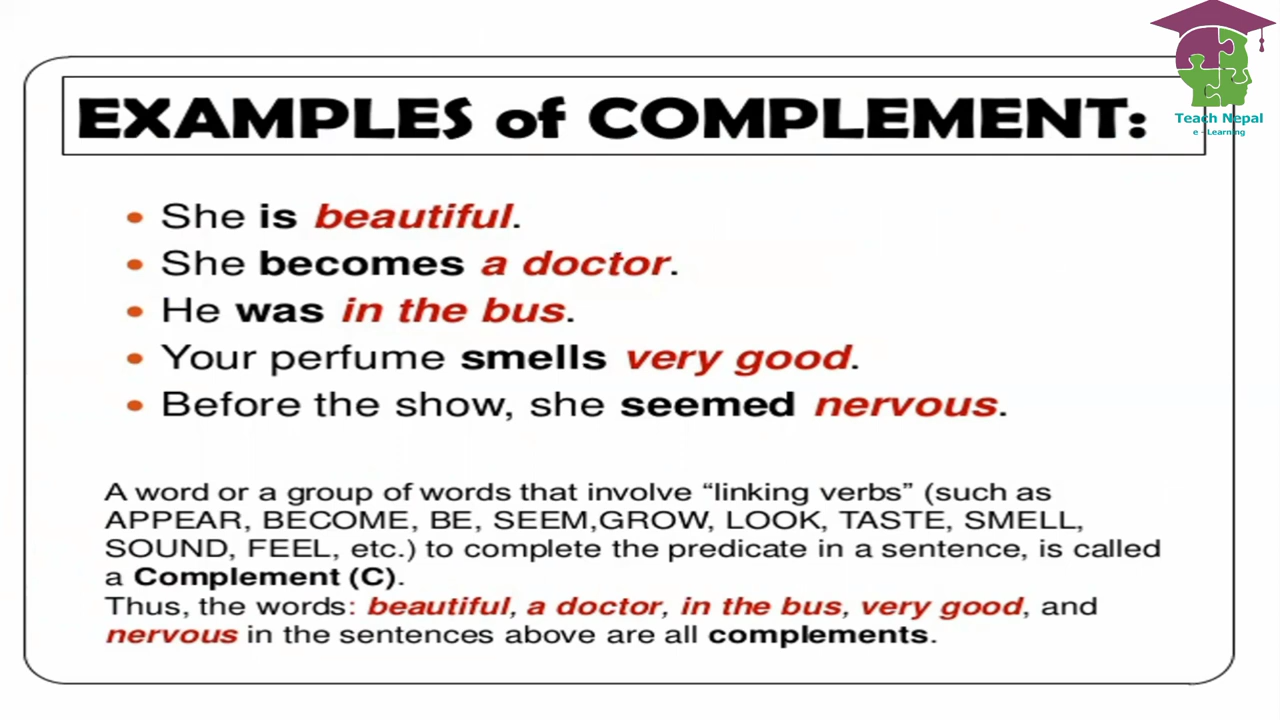 Teach Nepal
e - Learning
EXAMPLES of COMPLEMENT:
• She is beautiful.
• She becomes a doctor.
• He was in the bus.
• Your perfume smells very good.
• Before the show, she seemed nervous.
A word or a group of words that involve “linking verbs” (such as
APPEAR, BECOME, BE, SEEM,GROW, LOOK, TASTE, SMELL,
SOUND, FEEL, etc.) to complete the predicate in a sentence, is called
a Complement (C).
Thus, the words: beautiful, a doctor, in the bus, very good, and
nervous in the sentences above are all complements.